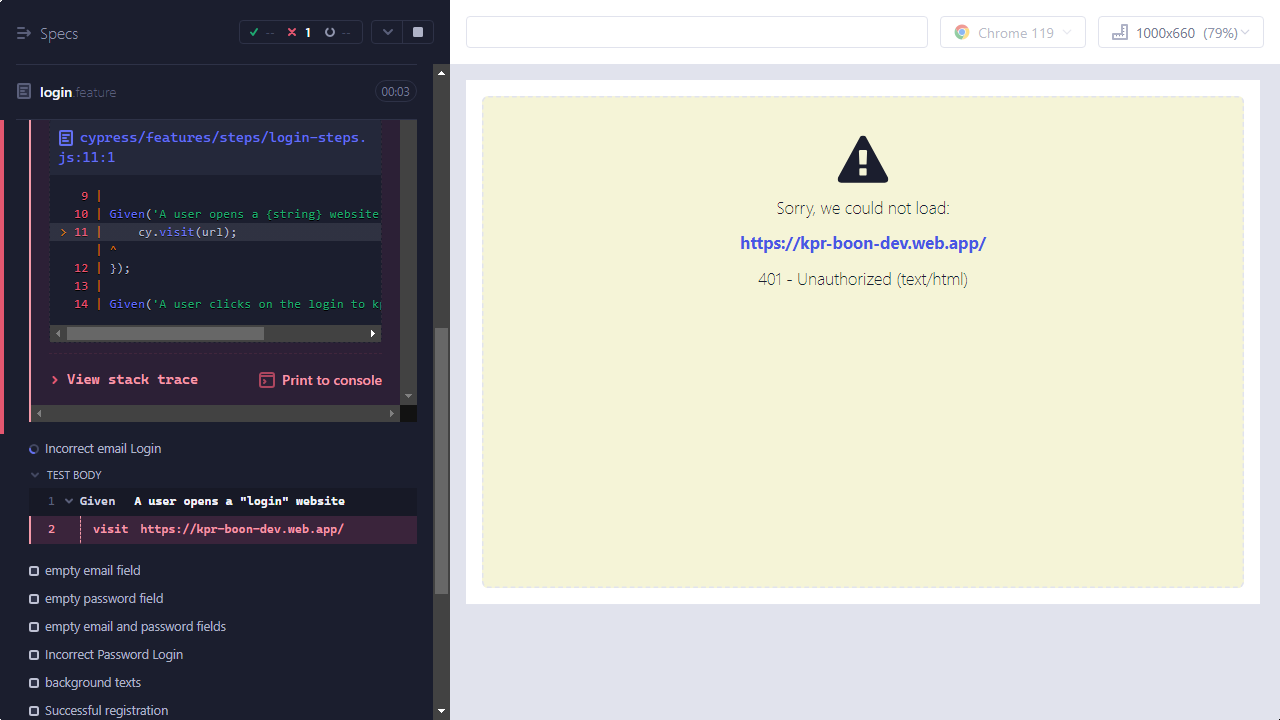 Specs
--
1
--
login.feature
00:03
cypress/features/steps/login-steps.
js:11:1
9 |
10 | Given('A user opens a {string} website
> 11 |     cy.visit(url);
| ^
12 | });
13 |
14 | Given('A user clicks on the login to kp
View stack trace
Print to console
Incorrect email Login
TEST BODY
1 Given A user opens a "login" website
2 visit https://kpr-boon-dev.web.app/
empty email field
empty password field
empty email and password fields
Incorrect Password Login
background texts
Successful registration
Chrome 119
1000x660 (79%)
Sorry, we could not load:
https://kpr-boon-dev.web.app/
401 - Unauthorized (text/html)